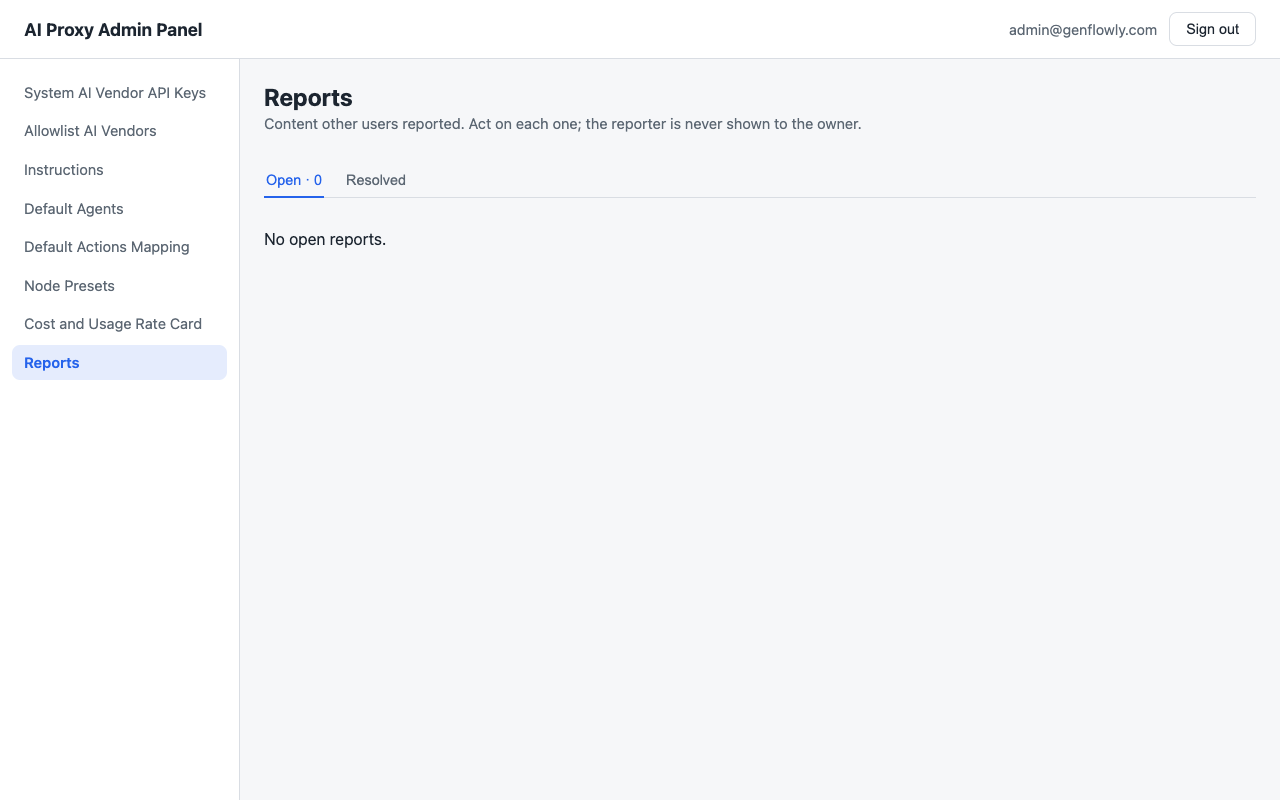 AI Proxy Admin Panel
admin@genflowly.com
Sign out
System AI Vendor API Keys
Allowlist AI Vendors
Instructions
Default Agents
Default Actions Mapping
Node Presets
Cost and Usage Rate Card
Reports
Reports
Content other users reported. Act on each one; the reporter is never shown to the owner.
Open · 0
Resolved
No open reports.